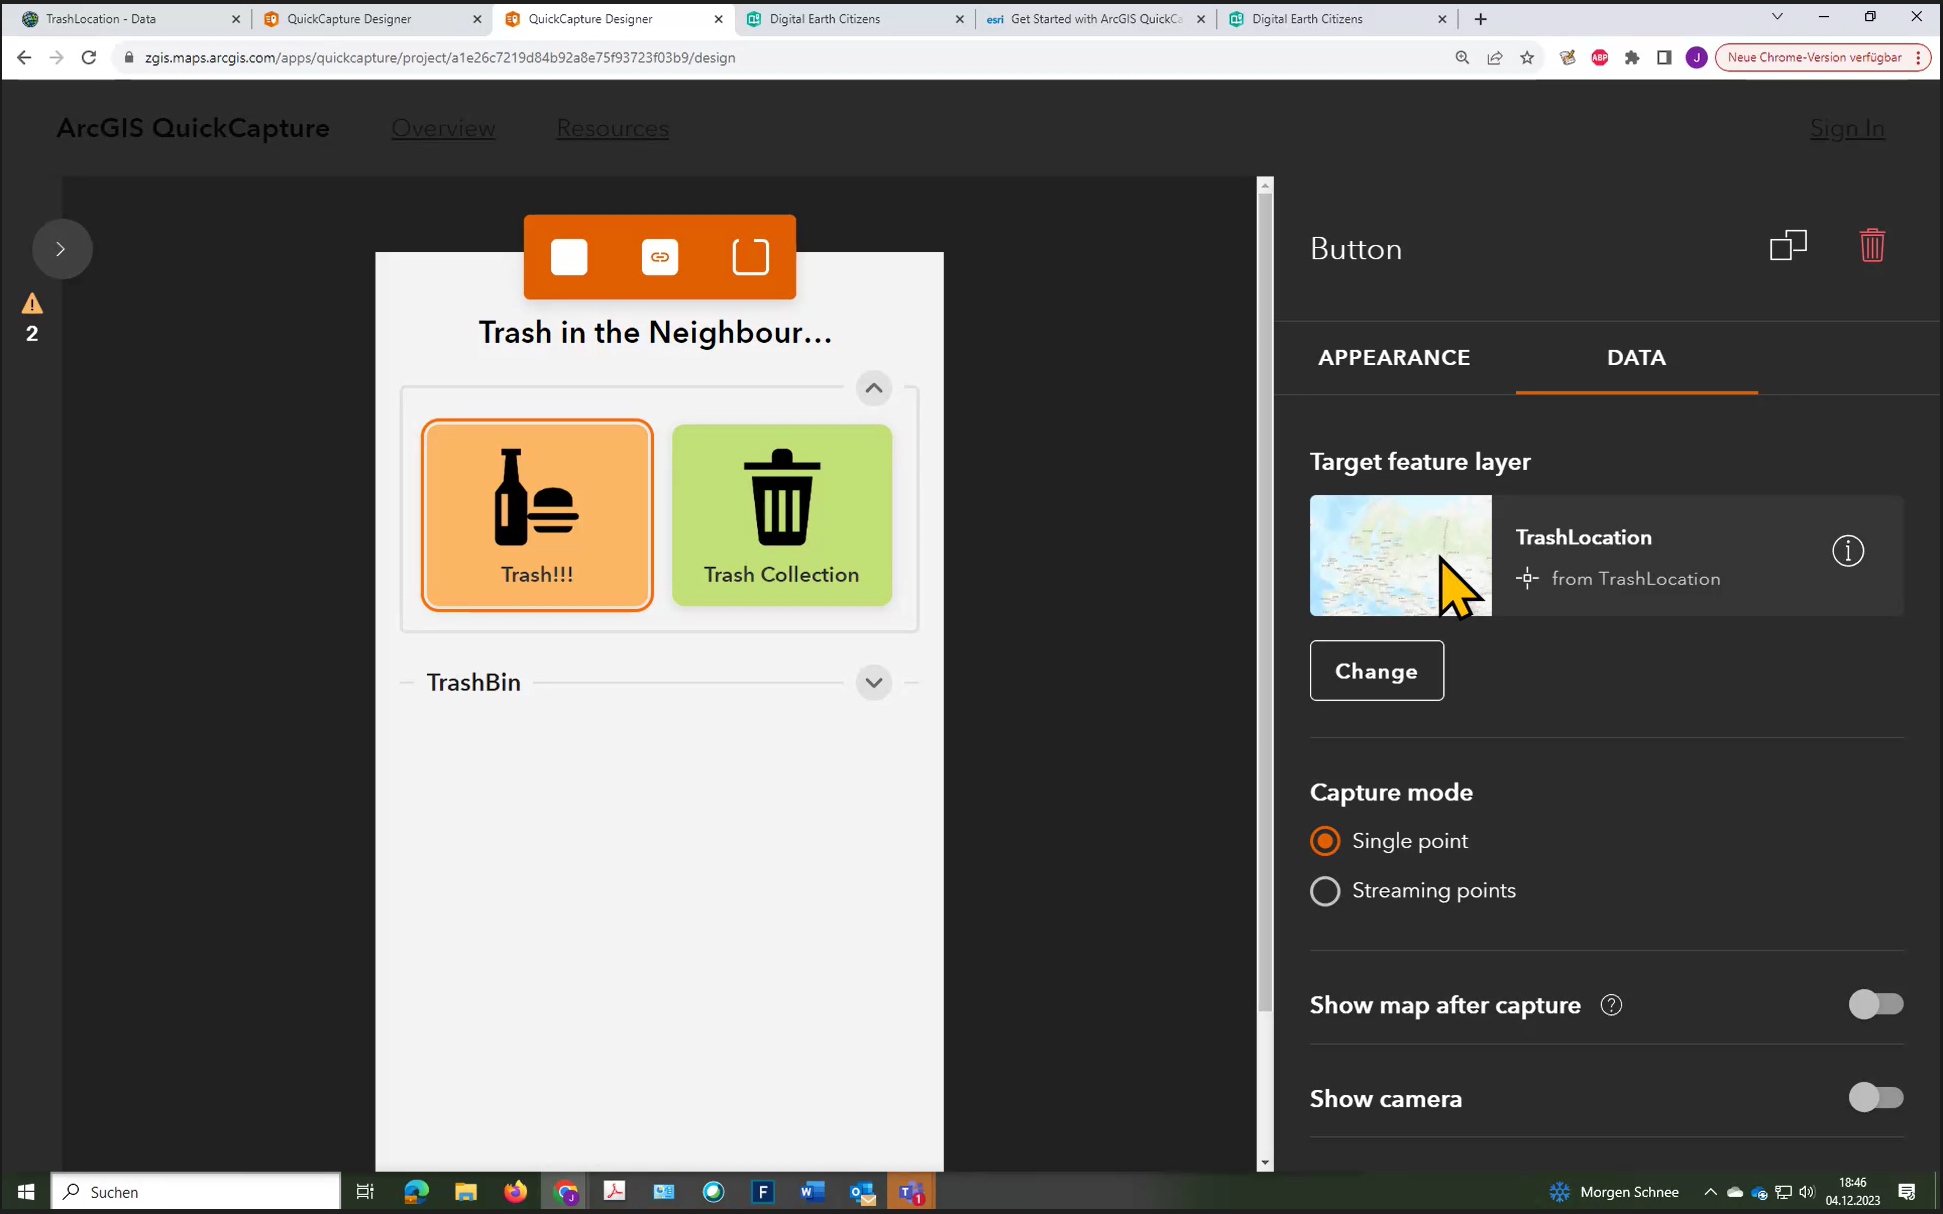 TrashLocation - Data
QuickCapture Designer
QuickCapture Designer
Digital Earth Citizens
esri Get Started with ArcGIS QuickCa
Digital Earth Citizens
zgis.maps.arcgis.com/apps/quickcapture/project/a1e26c7219d84b92a8e75f93723f03b9/design
ABP
J
Neue Chrome-Version verfügbar
ArcGIS QuickCapture
Overview
Resources
Sign In
2
Trash in the Neighbour...
Trash!!!
Trash Collection
TrashBin
Button
APPEARANCE
DATA
Target feature layer
TrashLocation
from TrashLocation
Change
Capture mode
Single point
Streaming points
Show map after capture
Show camera
Suchen
Morgen Schnee
18:46
04.12.2023